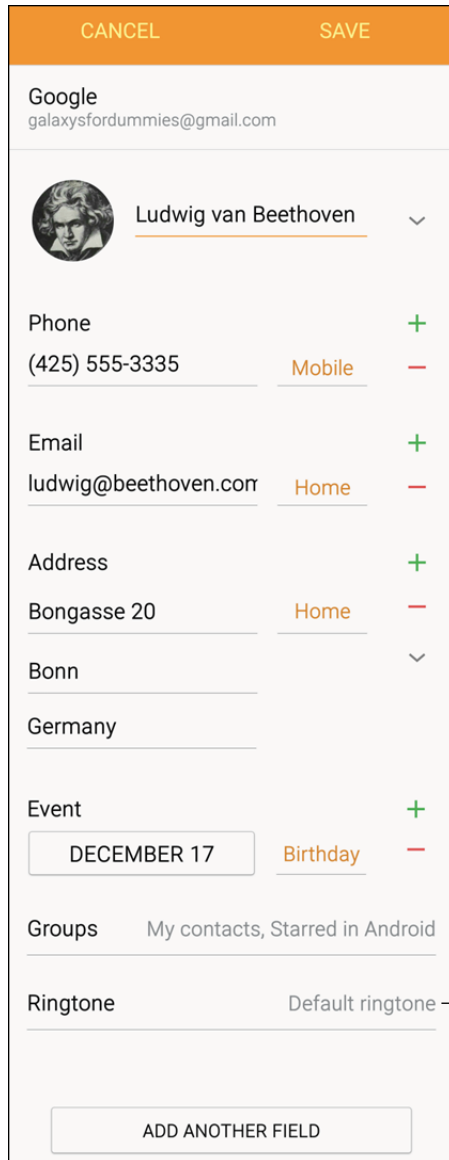 CANCEL SAVE
Google
galaxysfordummies@gmail.com
Ludwig van Beethoven
Phone
(425) 555-3335 Mobile
Email
ludwig@beethoven.com Home
Address
Bongasse 20 Home
Bonn
Germany
Event
DECEMBER 17 Birthday
Groups My contacts, Starred in Android
Ringtone Default ringtone
ADD ANOTHER FIELD